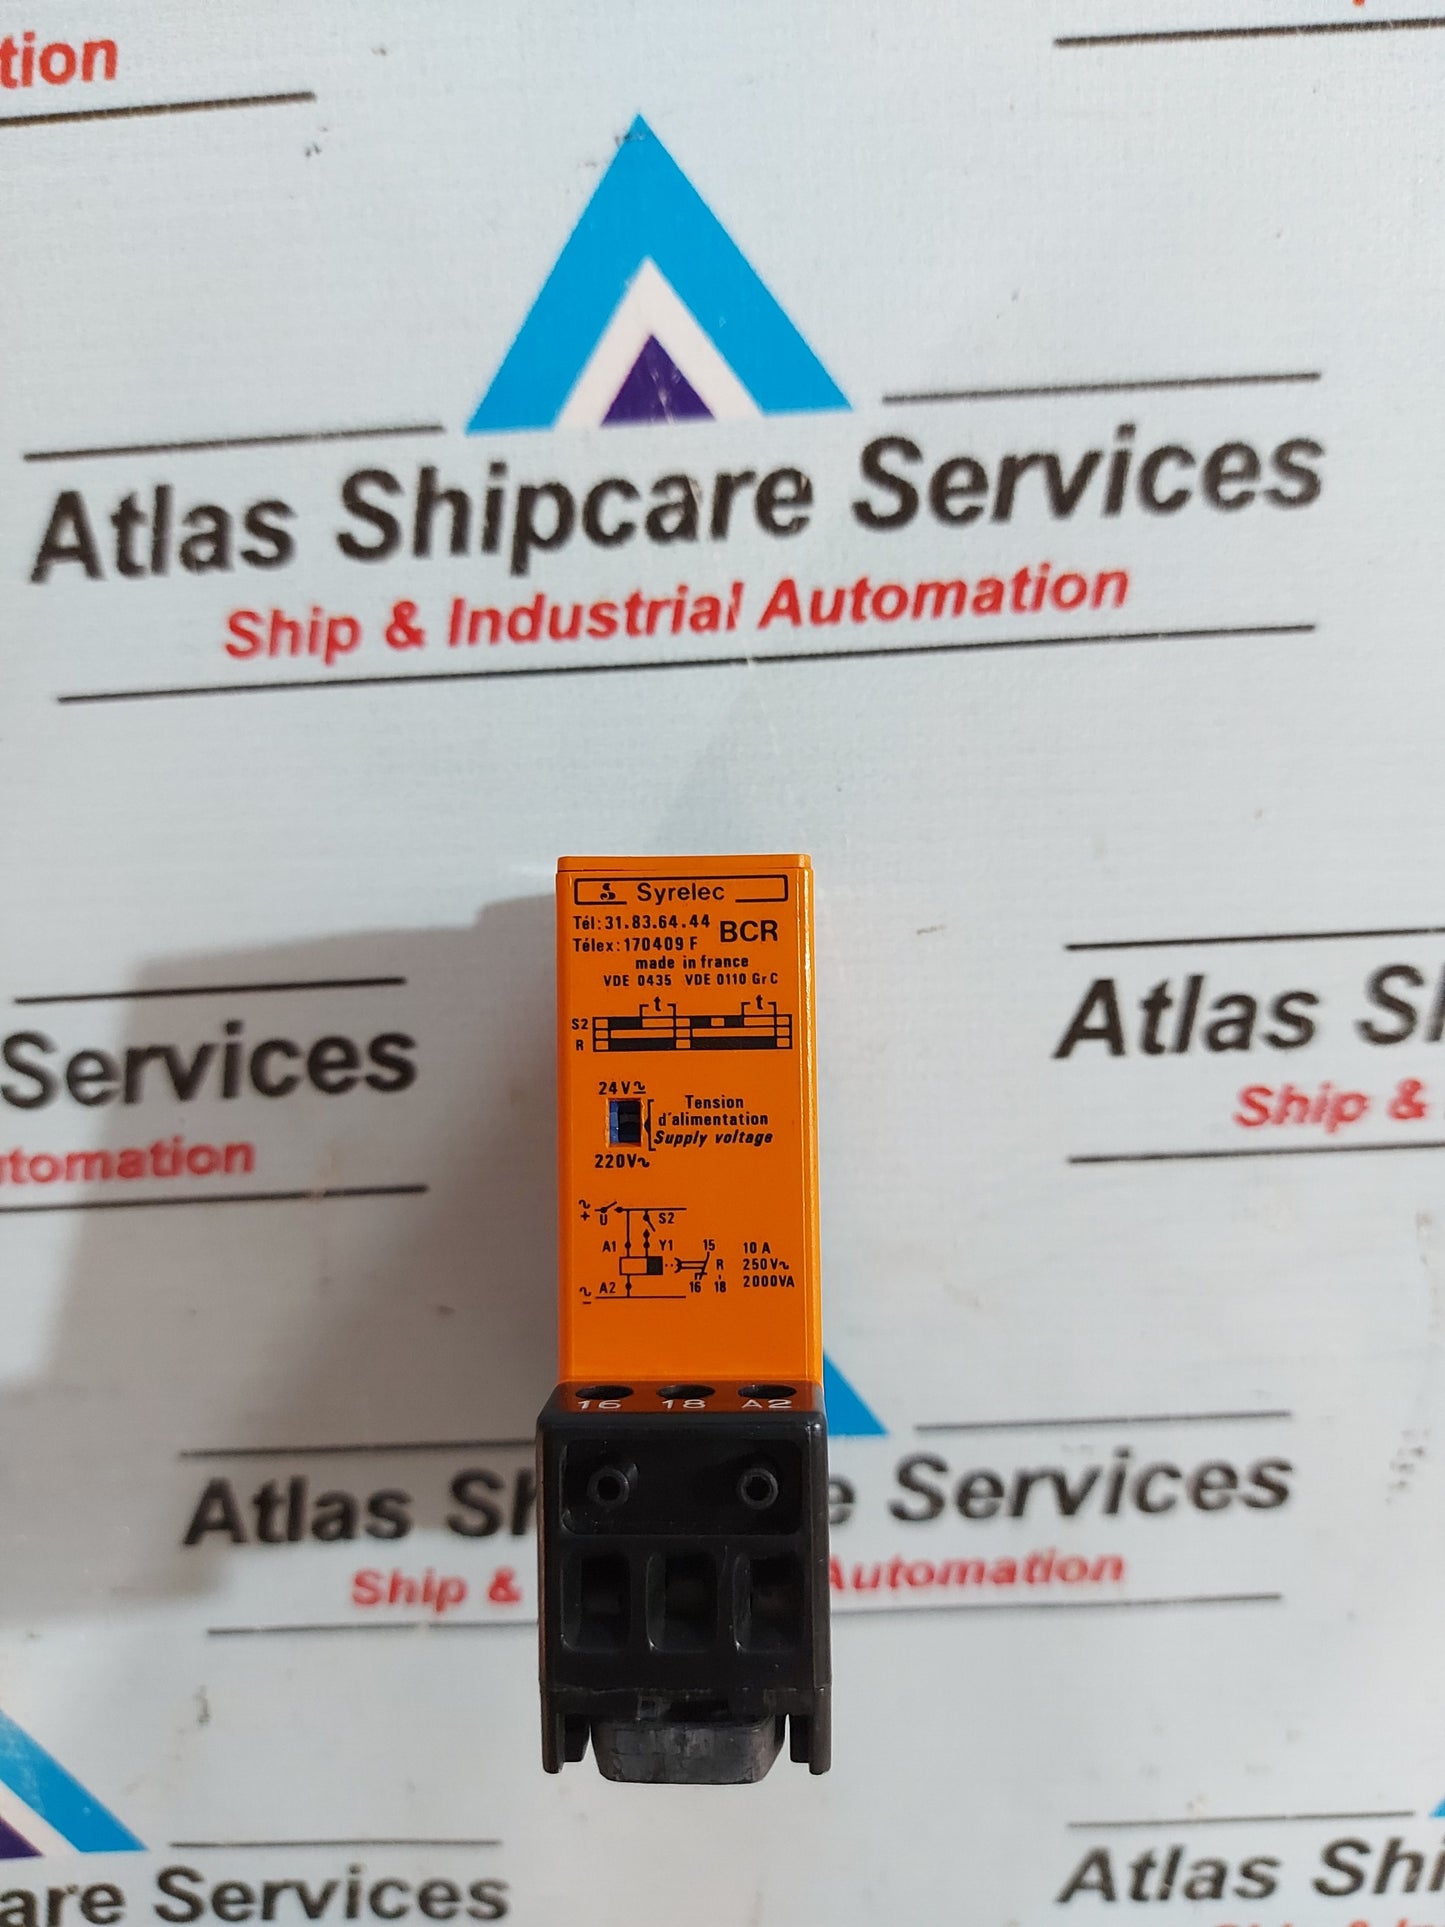 tion
Atlas Shipcare Services
Ship & Industrial Automation
Syrelec
Tél:31.83.64.44
Télex:170409 F
BCR
made in france
VDE 0435 VDE 0110 Gr C
t t
S2
R
24V
Tension
d'alimentation
Supply voltage
220V~
~
+ U
S2
A1 Y1 15
R
A2 16 18
~
-
10 A
250V~
2000VA
16 18 A2
Services
utomation
Atlas S
Ship &
Atlas Sh
e Services
Ship &
Automation
are Services
Atlas Shi